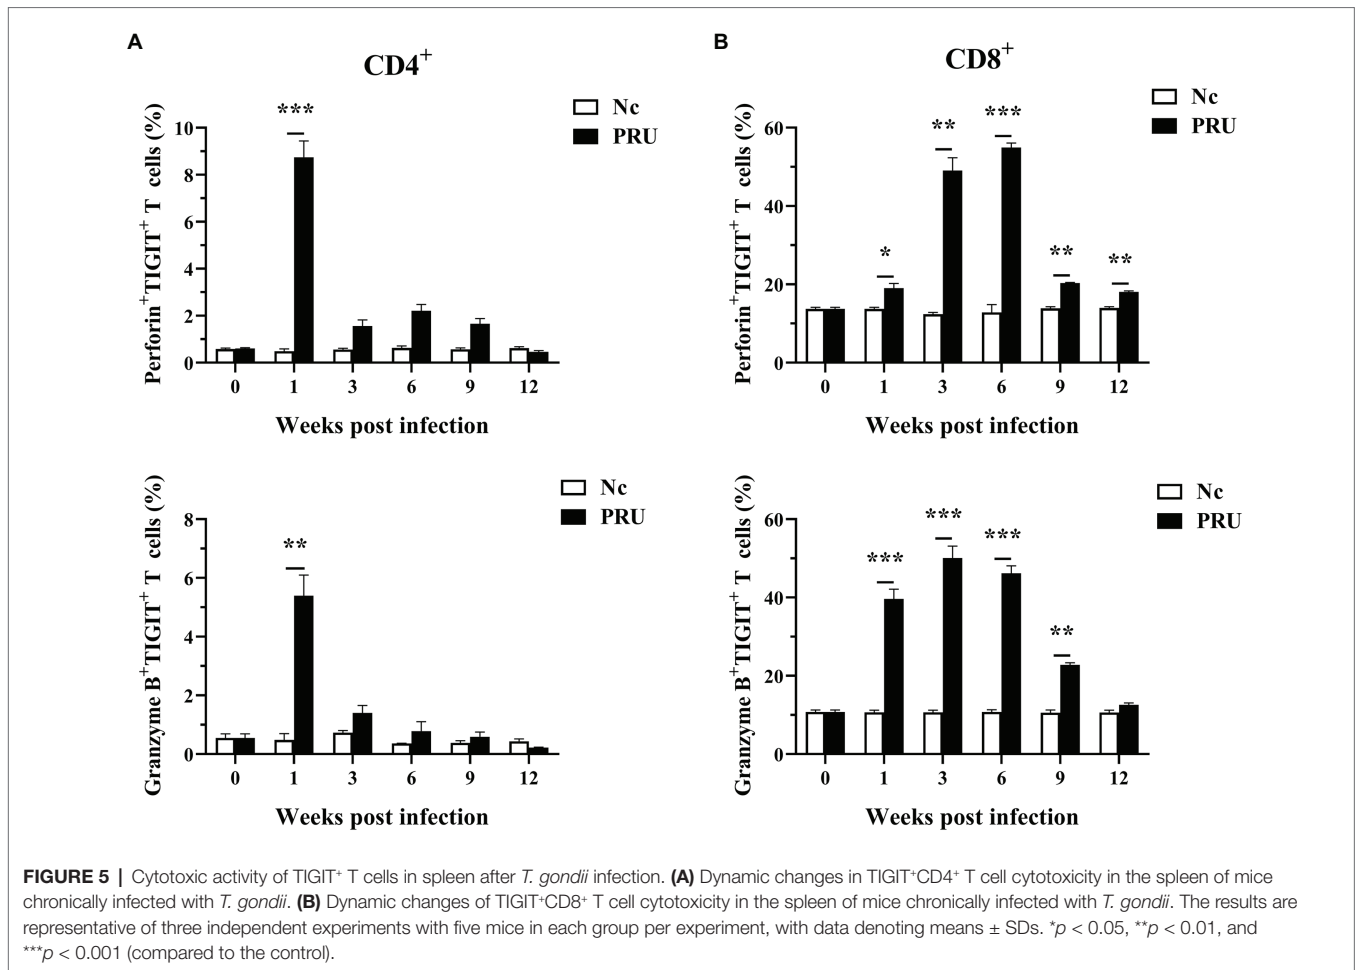 A
CD4⁺
***
Nc
PRU
Perforin⁺TIGIT⁺ T cells (%)
10
8
6
4
2
0
0 1 3 6 9 12
Weeks post infection
B
CD8⁺
* ** *** ** **
Nc
PRU
Perforin⁺TIGIT⁺ T cells (%)
60
40
20
0
0 1 3 6 9 12
Weeks post infection
**
Nc
PRU
Granzyme B⁺TIGIT⁺ T cells (%)
8
6
4
2
0
0 1 3 6 9 12
Weeks post infection
*** *** *** **
Nc
PRU
Granzyme B⁺TIGIT⁺ T cells (%)
60
40
20
0
0 1 3 6 9 12
Weeks post infection
FIGURE 5 | Cytotoxic activity of TIGIT⁺ T cells in spleen after T. gondii infection. (A) Dynamic changes in TIGIT⁺CD4⁺ T cell cytotoxicity in the spleen of mice
chronically infected with T. gondii. (B) Dynamic changes of TIGIT⁺CD8⁺ T cell cytotoxicity in the spleen of mice chronically infected with T. gondii. The results are
representative of three independent experiments with five mice in each group per experiment, with data denoting means ± SDs. *p < 0.05, **p < 0.01, and
***p < 0.001 (compared to the control).